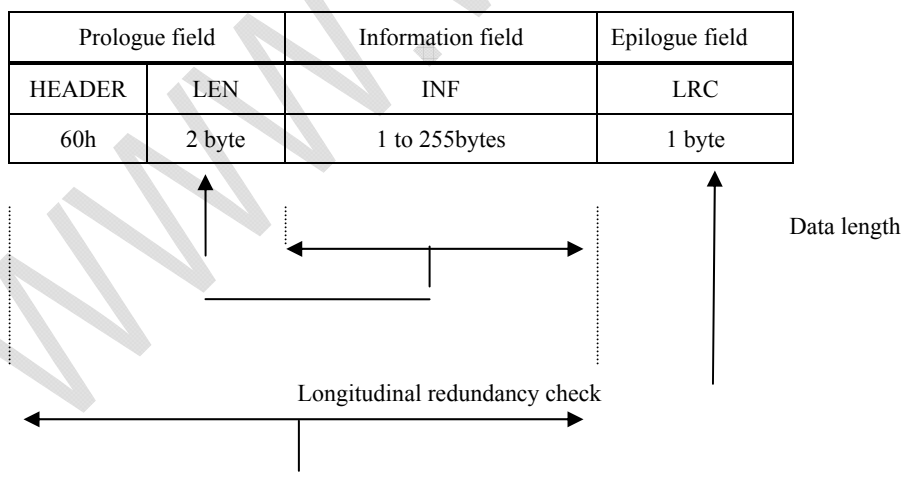 Prologue field Information field Epilogue field
HEADER LEN INF LRC
60h 2 byte 1 to 255bytes 1 byte
Data length
Longitudinal redundancy check
www.